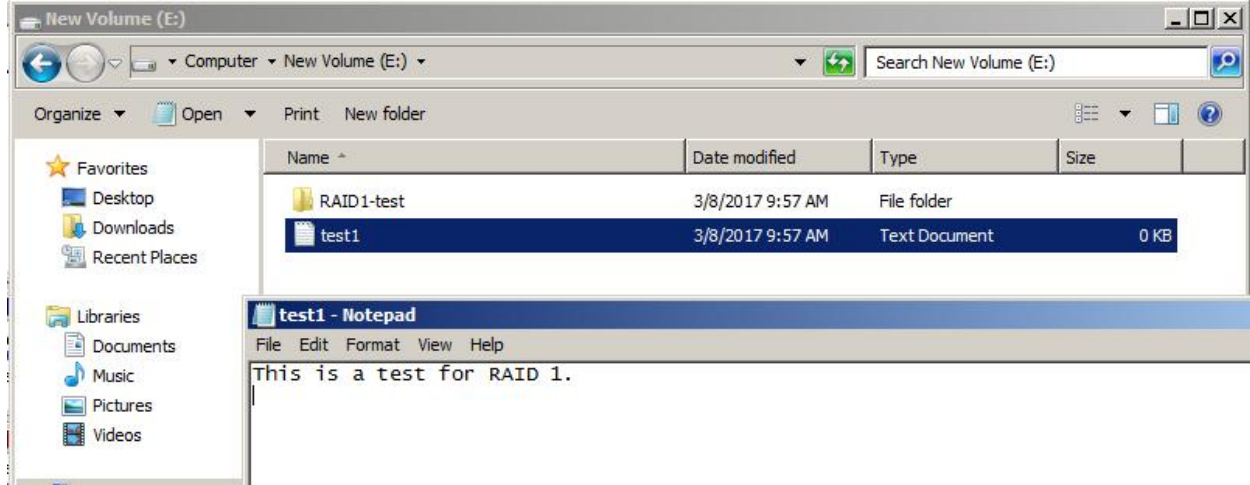 New Volume (E:)
Computer New Volume (E:)
Search New Volume (E:)
Organize Open Print New folder
Name Date modified Type Size
Favorites
Desktop
Downloads
Recent Places
Libraries
Documents
Music
Pictures
Videos
RAID1-test 3/8/2017 9:57 AM File folder
test1 3/8/2017 9:57 AM Text Document 0 KB
test1 - Notepad
File Edit Format View Help
This is a test for RAID 1.